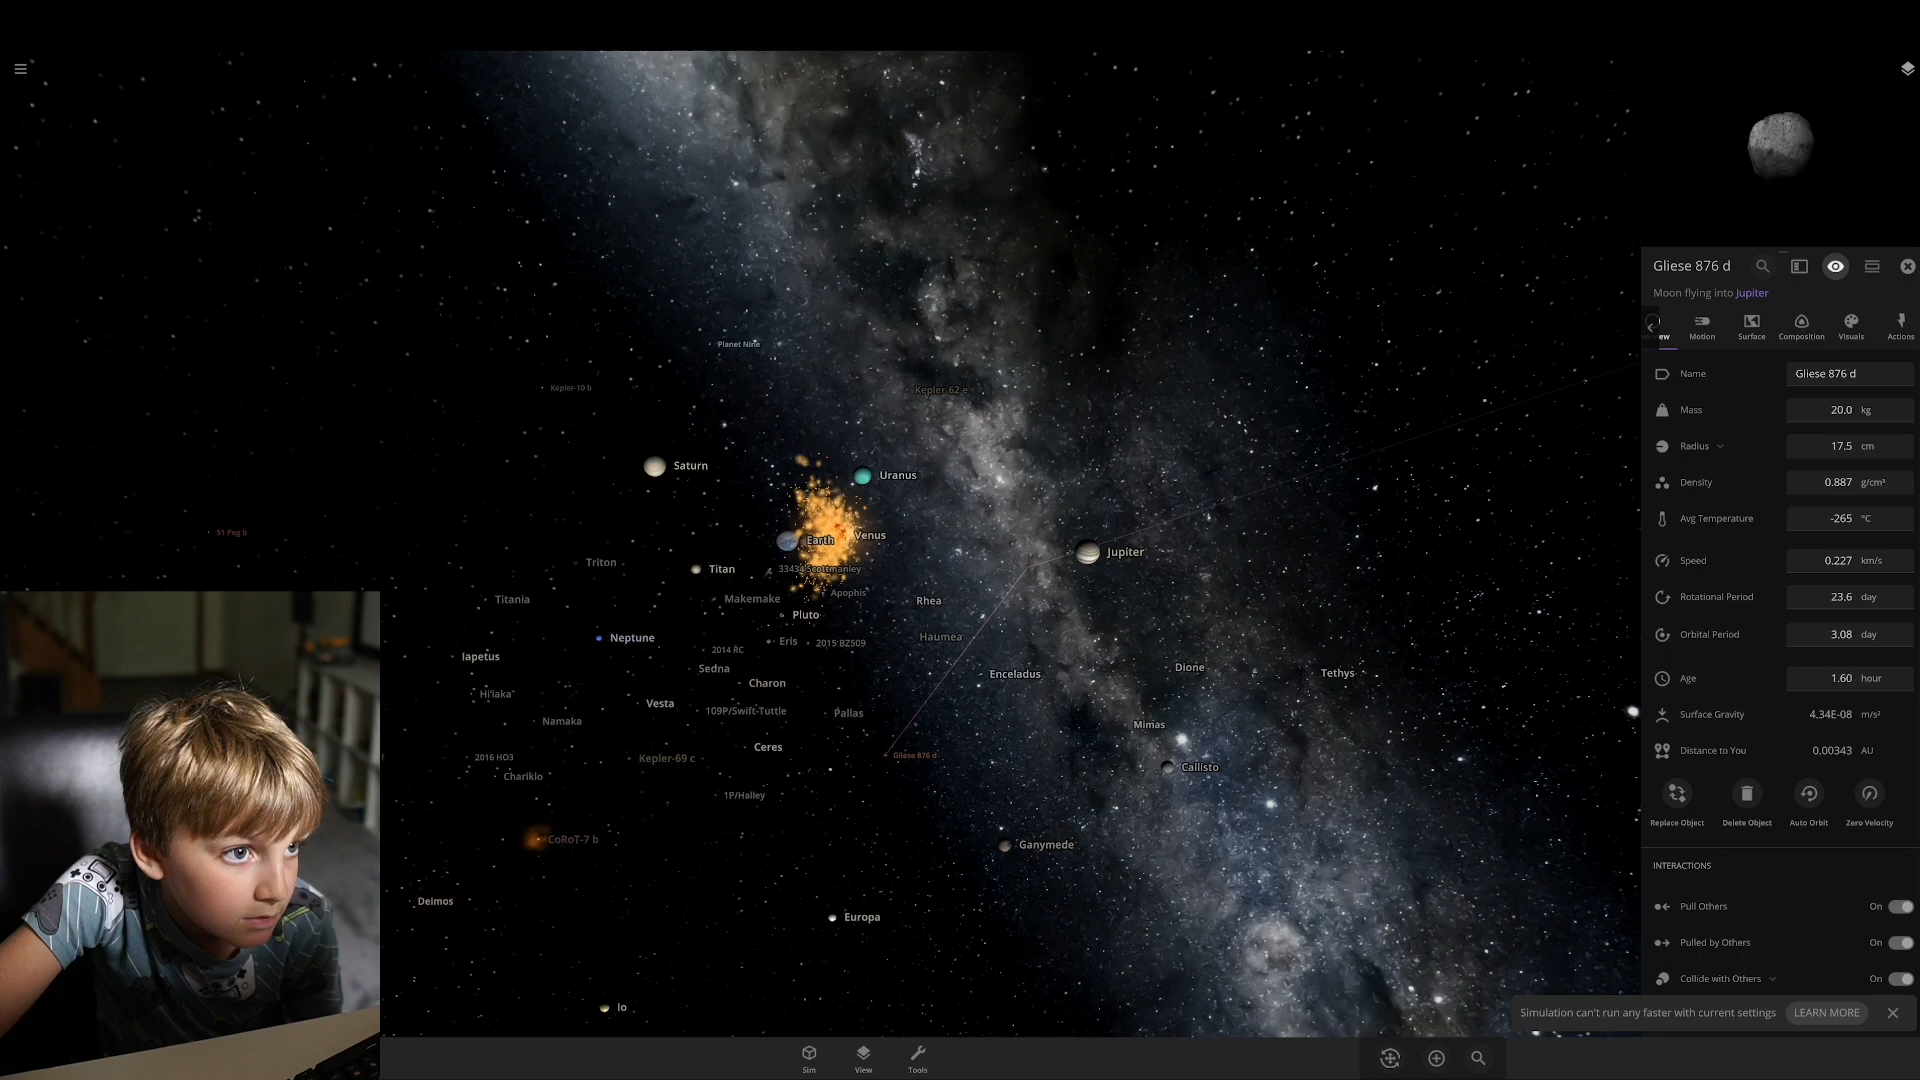 Gliese 876 d
Moon flying into Jupiter
Motion
Surface
Composition
Visuals
Actions
Name
Gliese 876 d
Mass
20.0 kg
Radius
17.5 cm
Density
0.887 g/cm³
Avg Temperature
-265 °C
Speed
0.227 km/s
Rotational Period
23.6 day
Orbital Period
3.08 day
Age
1.60 hour
Surface Gravity
4.34E-08 m/s²
Distance to You
0.00343 AU
Replace Object
Delete Object
Auto Orbit
Zero Velocity
INTERACTIONS
Pull Others
On
Pulled by Others
On
Collide with Others
On
Simulation can't run any faster with current settings
LEARN MORE
Planet Nine
Kepler-10 b
Kepler-62 e
Saturn
Uranus
51 Peg b
Earth
Venus
Jupiter
Triton
Titan
33434 Scottmanley
Titania
Makemake
Apophis
Rhea
Pluto
Neptune
Eris
2015 BZ509
Haumea
Iapetus
2014 RC
Sedna
Enceladus
Dione
Tethys
Hi'iaka
Charon
Vesta
109P/Swift-Tuttle
Pallas
Namaka
Mimas
2016 HO3
Kepler-69 c
Ceres
Gliese 876 d
Callisto
Chariklo
1P/Halley
CoRoT-7 b
Ganymede
Deimos
Europa
Io
Sim
View
Tools